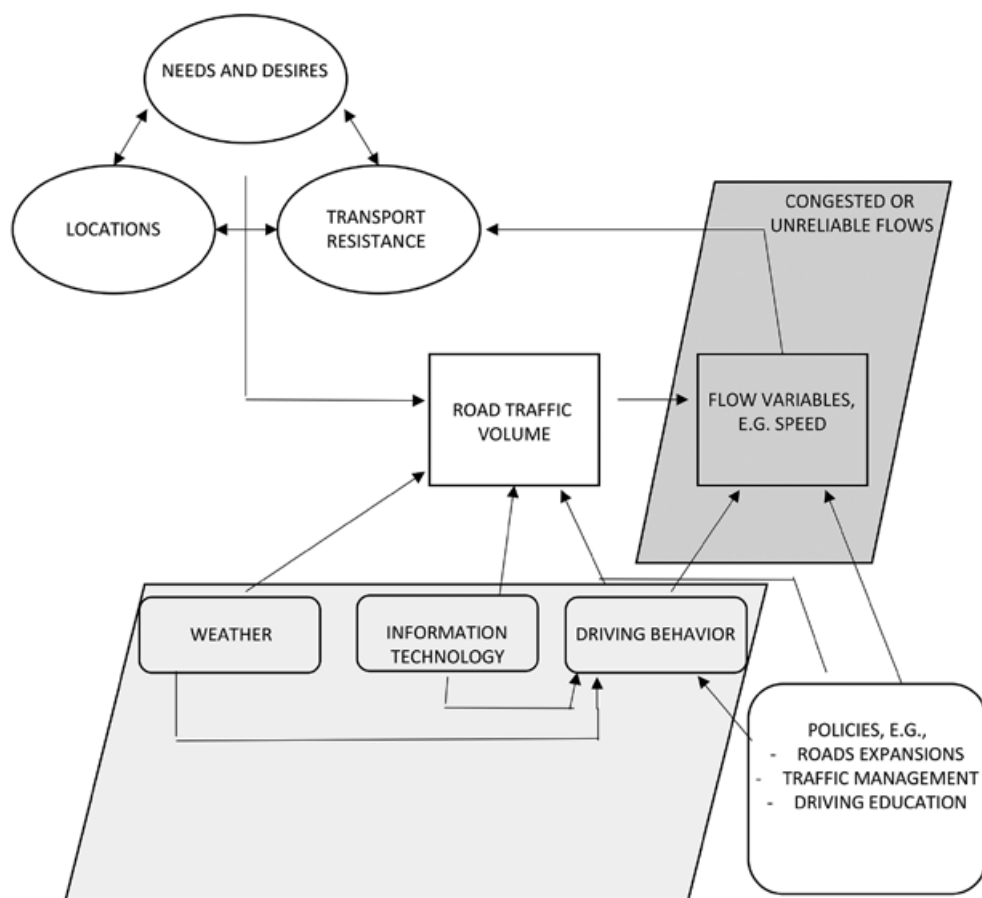 NEEDS AND DESIRES
LOCATIONS
TRANSPORT
RESISTANCE
CONGESTED OR
UNRELIABLE FLOWS
ROAD TRAFFIC
VOLUME
FLOW VARIABLES,
E.G. SPEED
WEATHER
INFORMATION
TECHNOLOGY
DRIVING BEHAVIOR
POLICIES, E.G.,
- ROADS EXPANSIONS
- TRAFFIC MANAGEMENT
- DRIVING EDUCATION